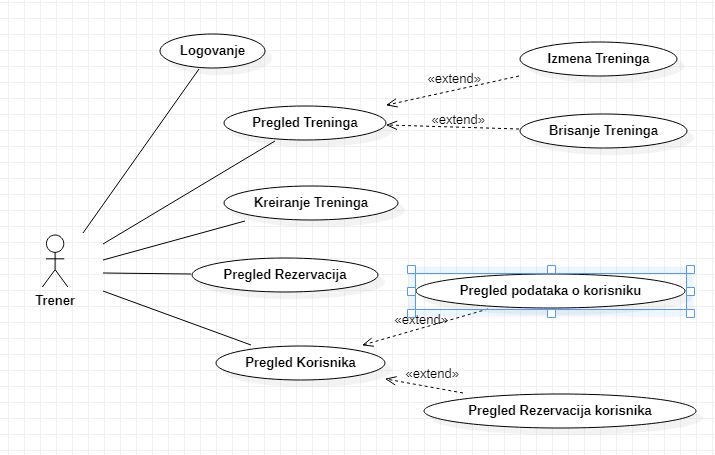 Logovanje
Izmena Treninga
«extend»
Pregled Treninga
«extend»
Brisanje Treninga
Kreiranje Treninga
Trener
Pregled Rezervacija
Pregled podataka o korisniku
«extend»
Pregled Korisnika
«extend»
Pregled Rezervacija korisnika